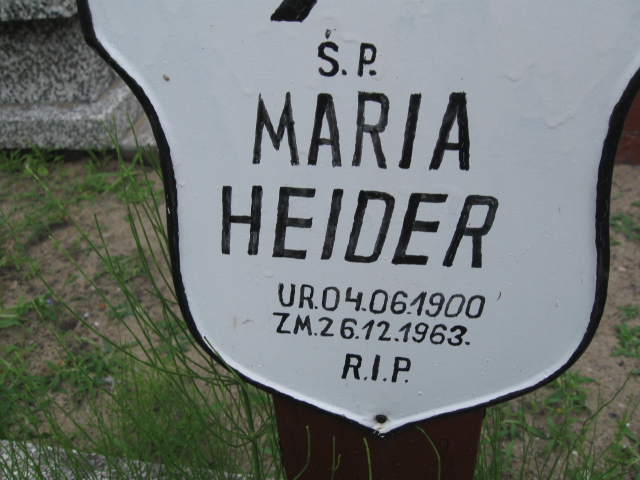 Ś.P.
MARIA
HEIDER
UR.04.06.1900
ZM.26.12.1963.
R.I.P.